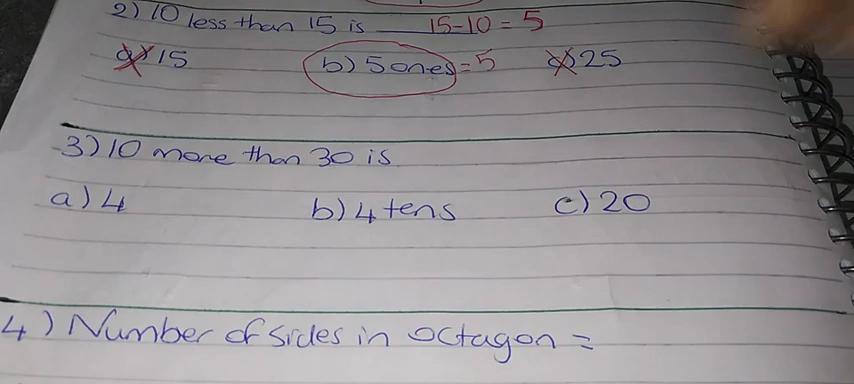 2) 10 less than 15 is 15-10=5
a) 15 b) 5 ones =5 c) 25
3) 10 more than 30 is
a) 4 b) 4 tens c) 20
4) Number of sides in octagon =